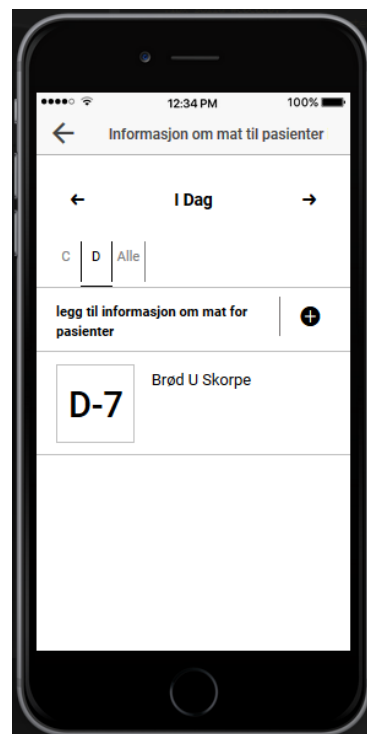 12:34 PM 100%
Informasjon om mat til pasienter
I Dag
C D Alle
legg til informasjon om mat for
pasienter
D-7
Brød U Skorpe